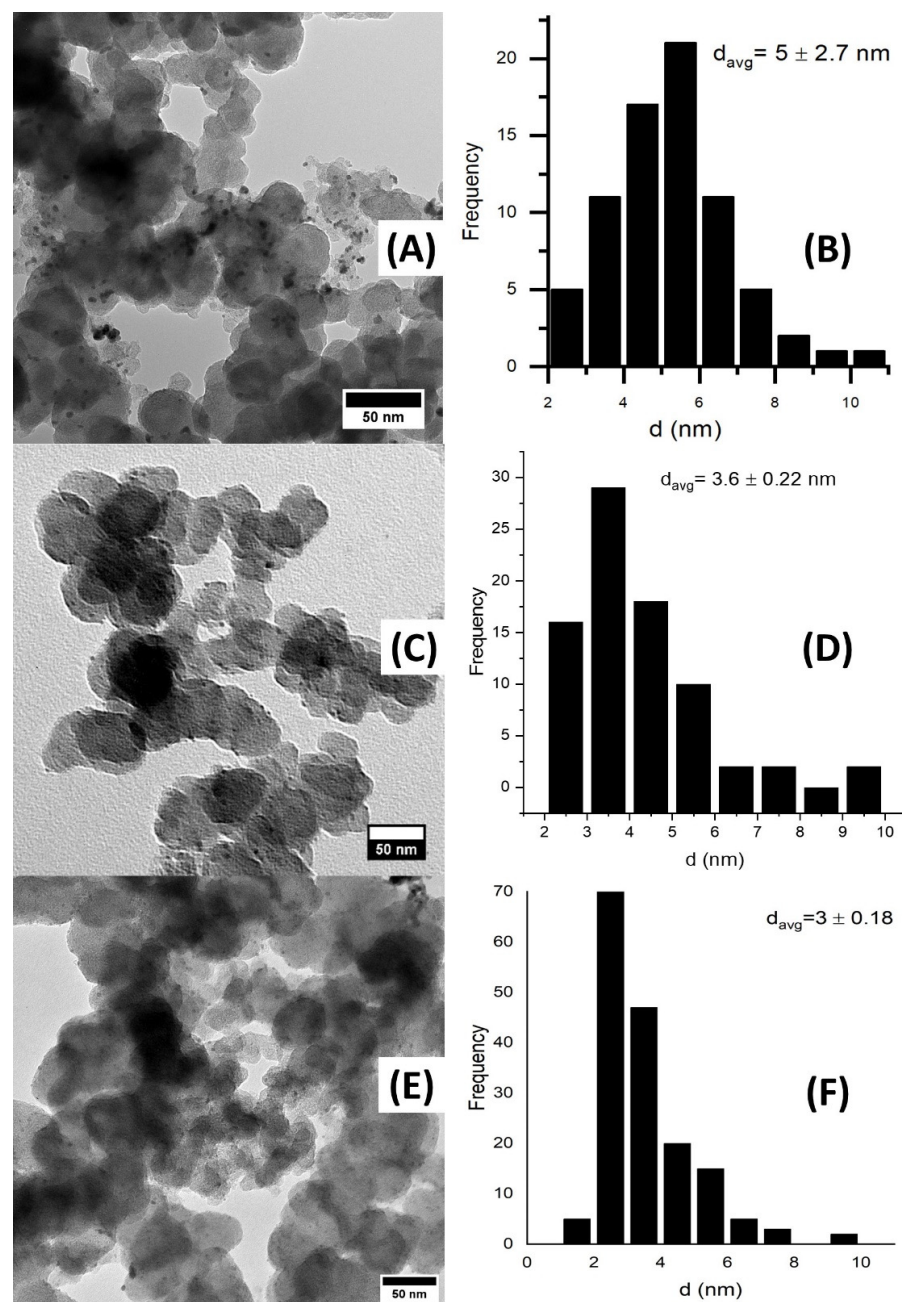 (A)
50 nm
Frequency
20
15
10
5
0
d_avg= 5 ± 2.7 nm
(B)
2 4 6 8 10
d (nm)
(C)
50 nm
Frequency
30
25
20
15
10
5
0
d_avg= 3.6 ± 0.22 nm
(D)
2 3 4 5 6 7 8 9 10
d (nm)
(E)
50 nm
Frequency
70
60
50
40
30
20
10
0
d_avg=3 ± 0.18
(F)
0 2 4 6 8 10
d (nm)